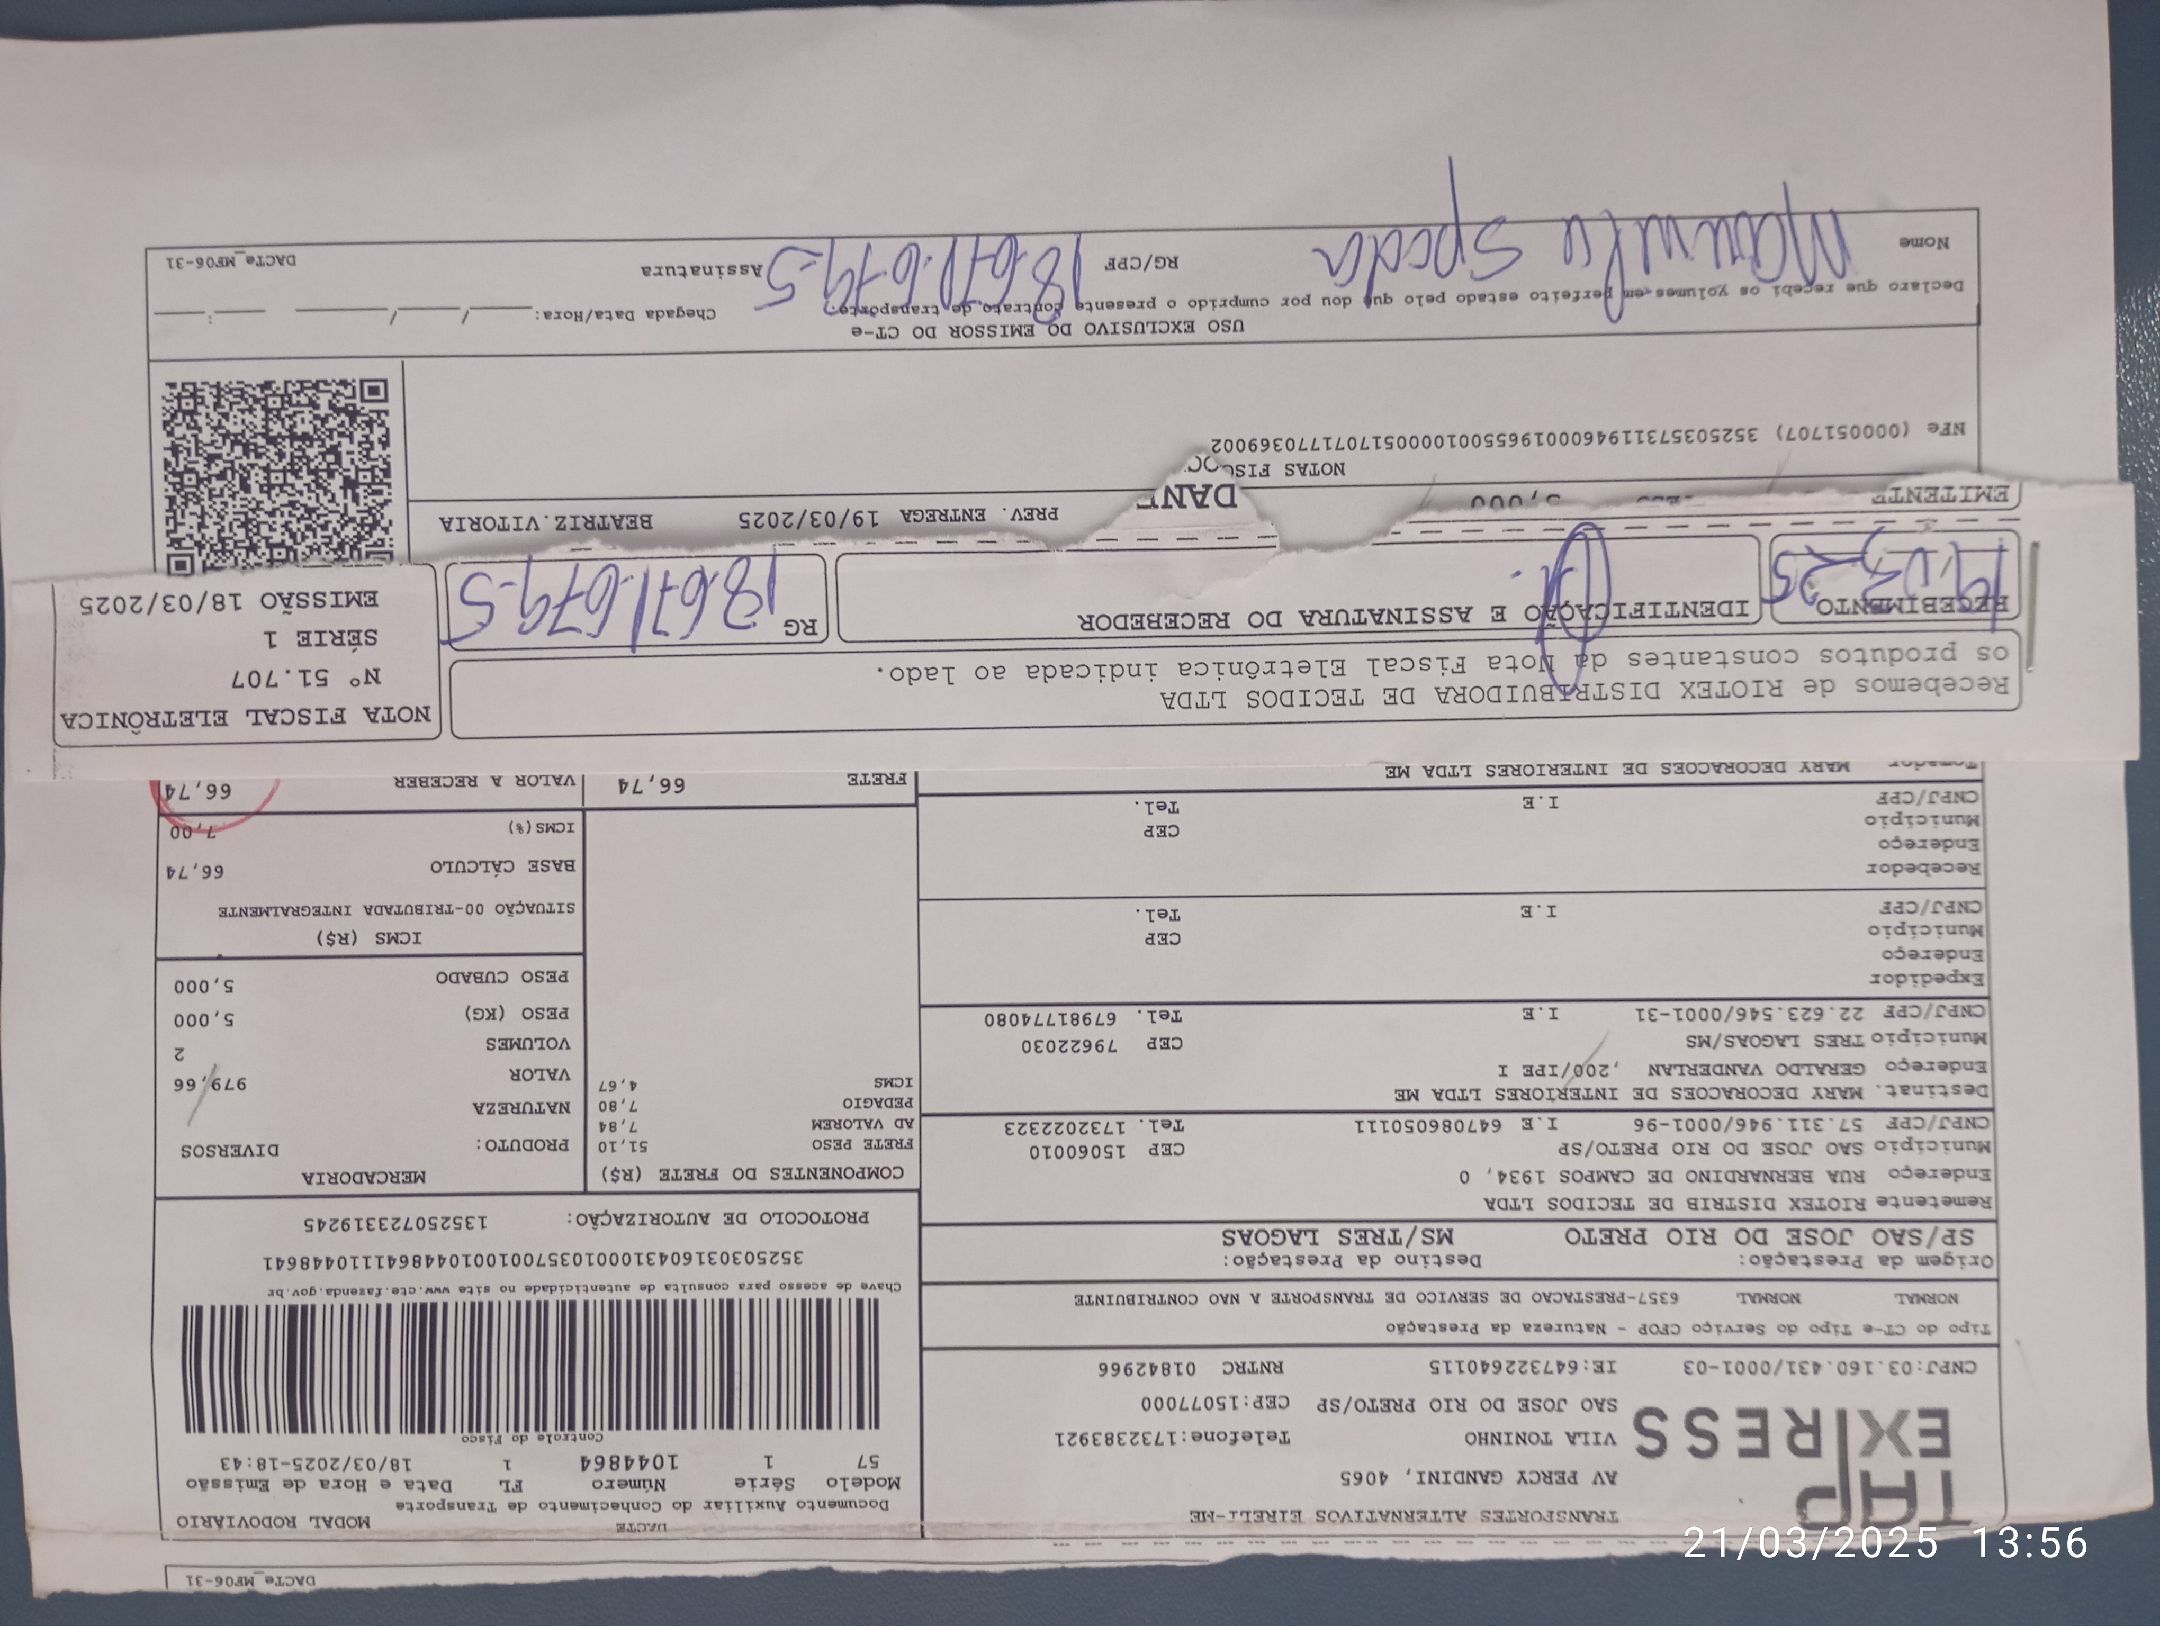 DACTe_MF06-31
TAP
EXPRESS
TRANSPORTES ALTERNATIVOS EIRELI-ME
AV PERCY GANDINI, 4065
VILA TONINHO Telefone:1732383921
SAO JOSE DO RIO PRETO/SP CEP:15077000
CNPJ:03.160.431/0001-03 IE:647322640115 RNTRC 01842966
DACTE MODAL RODOVIÁRIO
Documento Auxiliar do Conhecimento de Transporte
Modelo Série Número FL Data e Hora de Emissão
57 1 1044864 1 18/03/2025-18:43
Controle do Fisco
Chave de acesso para consulta de autenticidade no site www.cte.fazenda.gov.br
35250303160431000103570010010448641110448641
PROTOCOLO DE AUTORIZAÇÃO: 135250723319245
Tipo do CT-e Tipo do Serviço CFOP - Natureza da Prestação
NORMAL NORMAL 6357-PRESTACAO DE SERVICO DE TRANSPORTE A NAO CONTRIBUINTE
Origem da Prestação: Destino da Prestação:
SP/SAO JOSE DO RIO PRETO MS/TRES LAGOAS
Remetente RIOTEX DISTRIB DE TECIDOS LTDA
Endereço RUA BERNARDINO DE CAMPOS 1934, 0
Município SAO JOSE DO RIO PRETO/SP CEP 15060010
CNPJ/CPF 57.311.946/0001-96 I.E 647086050111 Tel. 1732022323
Destinat. MARY DECORACOES DE INTERIORES LTDA ME
Endereço GERALDO VANDERLAN ,200/IPE I
Município TRES LAGOAS/MS CEP 79622030
CNPJ/CPF 22.623.546/0001-31 I.E Tel. 67981774080
Expedidor
Endereço
Município CEP
CNPJ/CPF I.E Tel.
Recebedor
Endereço
Município CEP
CNPJ/CPF I.E Tel.
Tomador MARY DECORACOES DE INTERIORES LTDA ME
COMPONENTES DO FRETE (R$)
FRETE PESO 51,10
AD VALOREM 7,84
PEDAGIO 7,80
ICMS 4,67
FRETE 66,74
MERCADORIA
PRODUTO: DIVERSOS
NATUREZA
VALOR 979,66
VOLUMES 2
PESO (KG) 5,000
PESO CUBADO 5,000
ICMS (R$)
SITUAÇÃO 00-TRIBUTADA INTEGRALMENTE
BASE CÁLCULO 66,74
ICMS(%) 7,00
VALOR A RECEBER 66,74
Recebemos de RIOTEX DISTRIBUIDORA DE TECIDOS LTDA
os produtos constantes da Nota Fiscal Eletrônica indicada ao lado.
NOTA FISCAL ELETRÔNICA
Nº 51.707
SÉRIE 1
EMISSÃO 18/03/2025
RECEBIMENTO IDENTIFICAÇÃO E ASSINATURA DO RECEBEDOR RG
19.03.25 18.671.679-5
EMITENTE DANF
5,000
PREV. ENTREGA 19/03/2025 BEATRIZ.VITORIA
NOTAS FISC
NFe (000051707) 35250357311946000196550010000517071770369002
USO EXCLUSIVO DO EMISSOR DO CT-e
Declaro que recebi os volumes em perfeito estado pelo que dou por cumprido o presente contrato de transporte. Chegada Data/Hora: ____/____/____ __:__
Nome RG/CPF 18.671.679-5 Assinatura
DACTe_MF06-31
21/03/2025 13:56